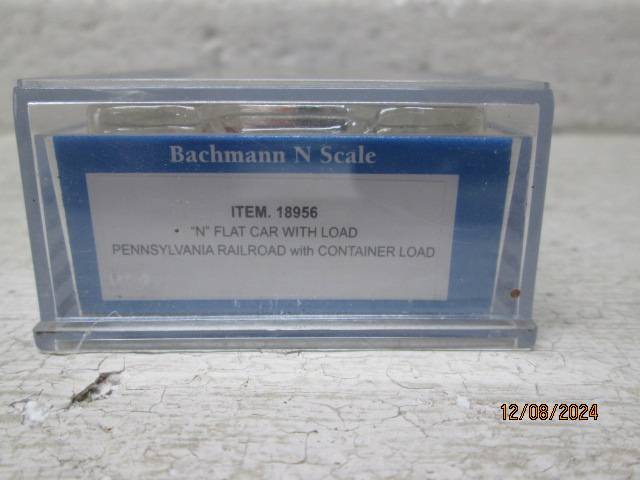 Bachmann N Scale
ITEM. 18956
"N" FLAT CAR WITH LOAD
PENNSYLVANIA RAILROAD with CONTAINER LOAD
12/08/2024